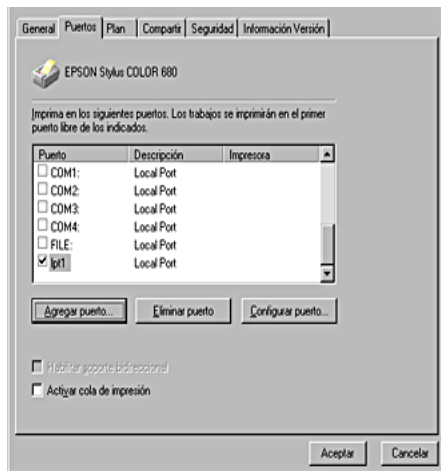 General Puertos Plan Compartir Seguridad Información Versión
EPSON Stylus COLOR 680
Imprima en los siguientes puertos. Los trabajos se imprimirán en el primer
puerto libre de los indicados.
Puerto Descripción Impresora
COM1: Local Port
COM2: Local Port
COM3: Local Port
COM4: Local Port
FILE: Local Port
lpt1 Local Port
Agregar puerto... Eliminar puerto Configurar puerto...
Habilitar soporte bidireccional
Activar cola de impresión
Aceptar Cancelar